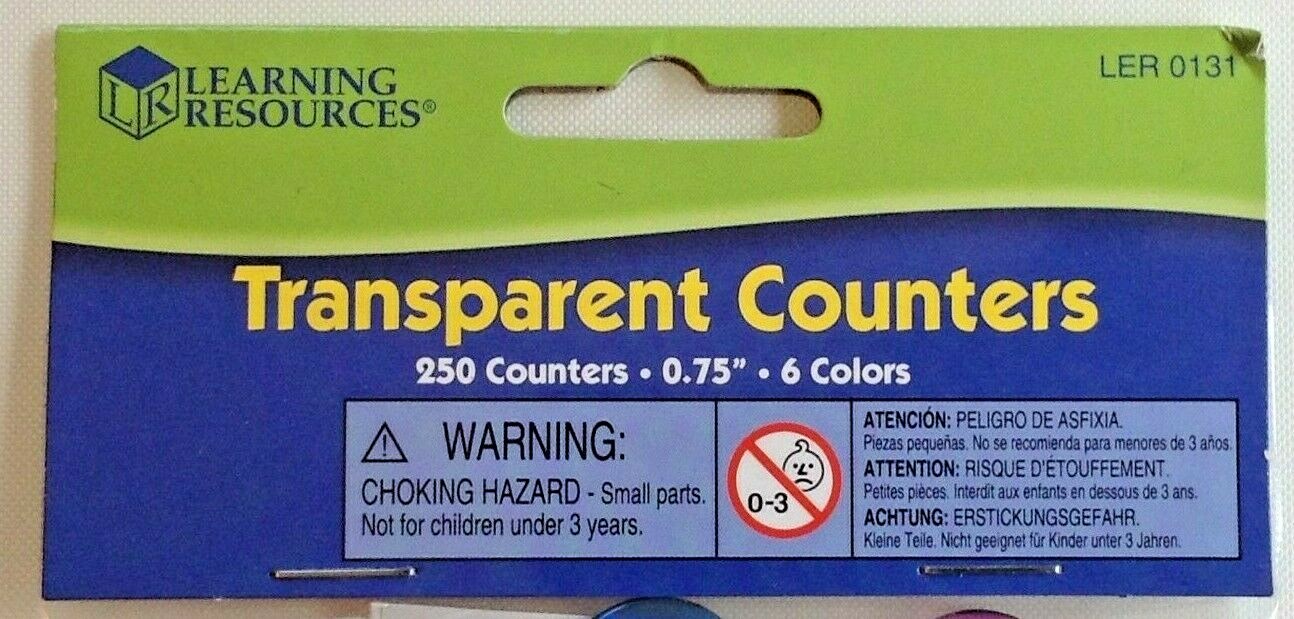 LR LEARNING
RESOURCES®
LER 0131
Transparent Counters
250 Counters • 0.75” • 6 Colors
WARNING:
CHOKING HAZARD - Small parts.
Not for children under 3 years.
0-3
ATENCIÓN: PELIGRO DE ASFIXIA.
Piezas pequeñas. No se recomienda para menores de 3 años.
ATTENTION: RISQUE D'ÉTOUFFEMENT.
Petites pièces. Interdit aux enfants en dessous de 3 ans.
ACHTUNG: ERSTICKUNGSGEFAHR.
Kleine Teile. Nicht geeignet für Kinder unter 3 Jahren.